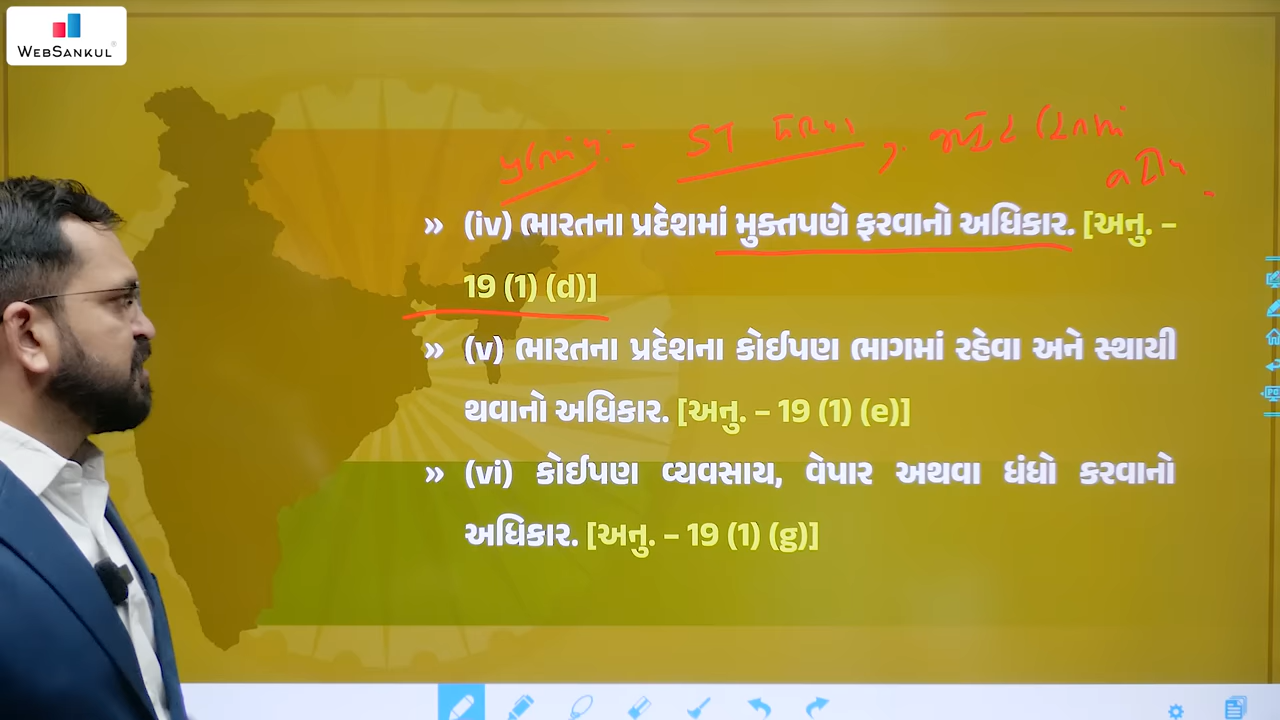 WEBSANKUL
ST
» (iv) ભારતના પ્રદેશમાં મુક્તપણે ફરવાનો અધિકાર. [અનુ. –
19 (1) (d)]
» (v) ભારતના પ્રદેશના કોઈપણ ભાગમાં રહેવા અને સ્થાયી
થવાનો અધિકાર. [અનુ. – 19 (1) (e)]
» (vi) કોઈપણ વ્યવસાય, વેપાર અથવા ધંધો કરવાનો
અધિકાર. [અનુ. – 19 (1) (g)]